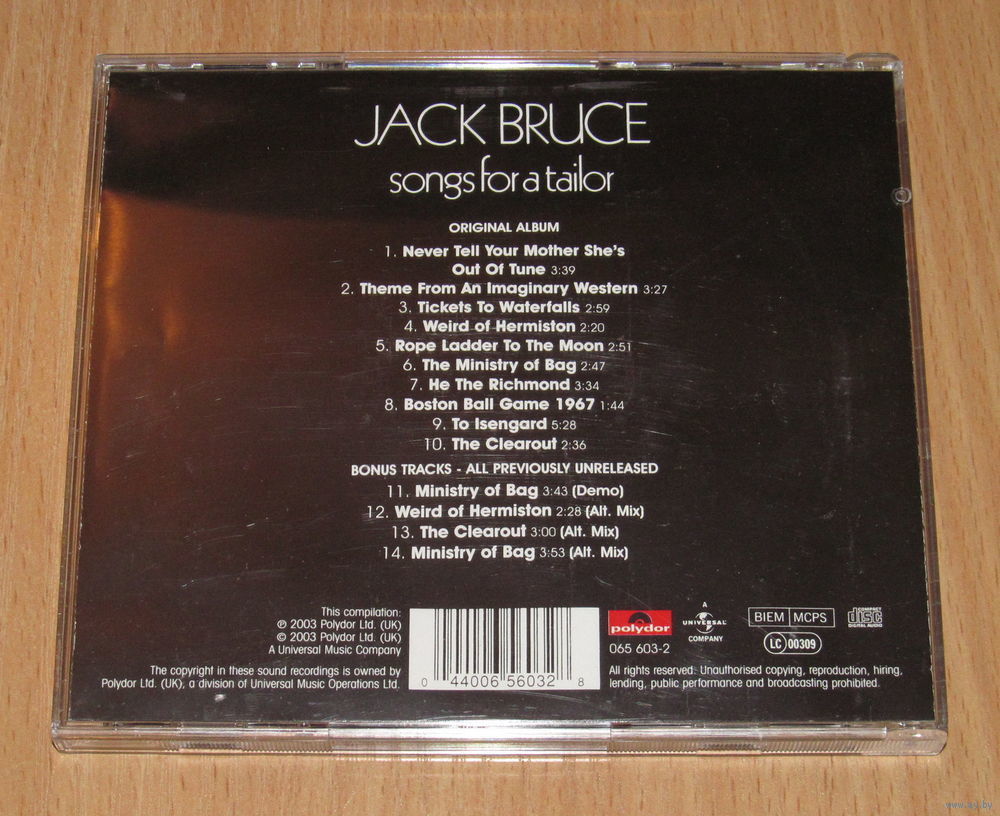 JACK BRUCE
songs for a tailor
ORIGINAL ALBUM
1. Never Tell Your Mother She's
Out Of Tune 3:39
2. Theme From An Imaginary Western 3:27
3. Tickets To Waterfalls 2:59
4. Weird of Hermiston 2:20
5. Rope Ladder To The Moon 2:51
6. The Ministry of Bag 2:47
7. He The Richmond 3:34
8. Boston Ball Game 1967 1:44
9. To Isengard 5:28
10. The Clearout 2:36
BONUS TRACKS - ALL PREVIOUSLY UNRELEASED
11. Ministry of Bag 3:43 (Demo)
12. Weird of Hermiston 2:28 (Alt. Mix)
13. The Clearout 3:00 (Alt. Mix)
14. Ministry of Bag 3:53 (Alt. Mix)
This compilation:
℗ 2003 Polydor Ltd. (UK)
© 2003 Polydor Ltd. (UK)
A Universal Music Company
The copyright in these sound recordings is owned by
Polydor Ltd. (UK), a division of Universal Music Operations Ltd.
0 44006 56032 8
polydor
065 603-2
A
UNIVERSAL
COMPANY
BIEM MCPS
LC 00309
COMPACT
disc
DIGITAL AUDIO
All rights reserved. Unauthorised copying, reproduction, hiring,
lending, public performance and broadcasting prohibited.
www.ay.by